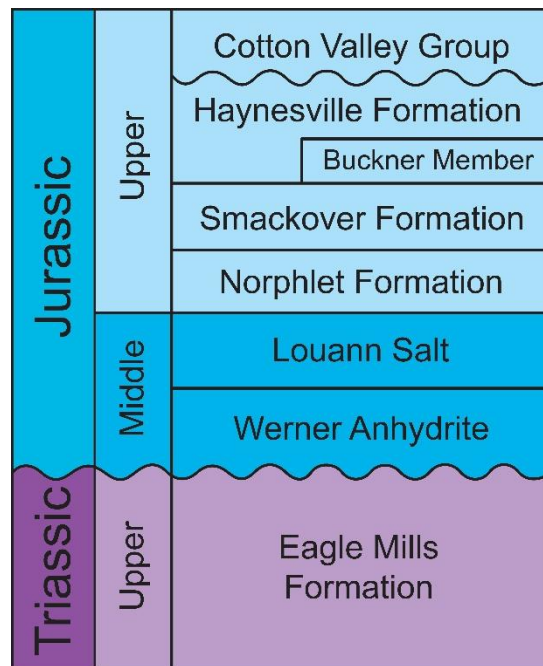 Jurassic
Upper
Cotton Valley Group
Haynesville Formation
Buckner Member
Smackover Formation
Norphlet Formation
Middle
Louann Salt
Werner Anhydrite
Triassic
Upper
Eagle Mills
Formation